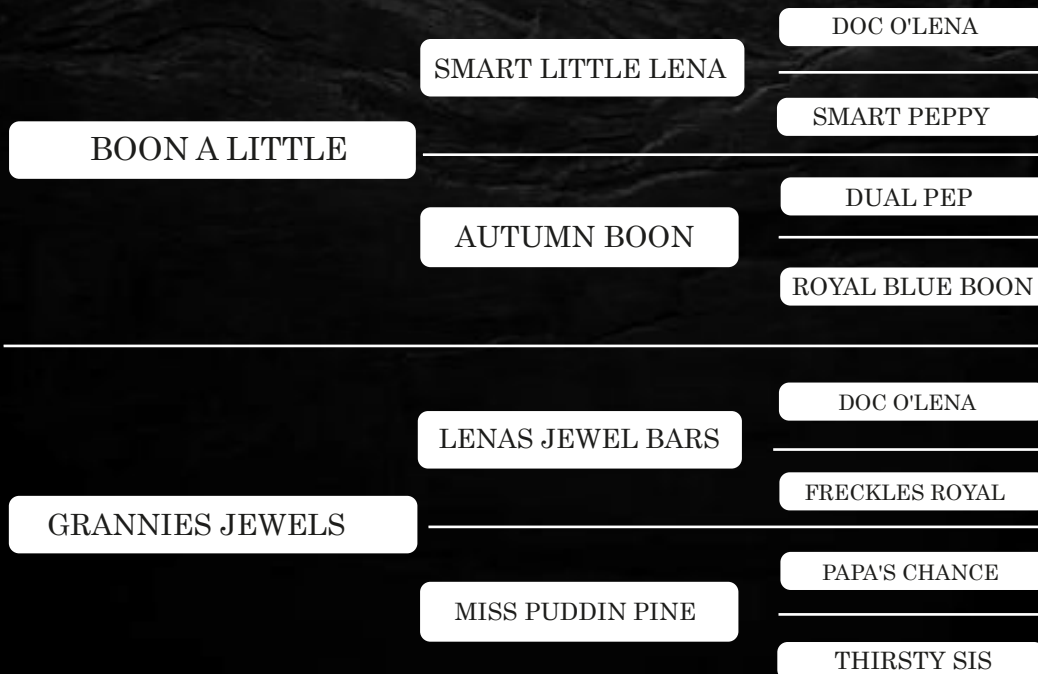 DOC O'LENA
SMART LITTLE LENA
SMART PEPPY
BOON A LITTLE
DUAL PEP
AUTUMN BOON
ROYAL BLUE BOON
DOC O'LENA
LENAS JEWEL BARS
FRECKLES ROYAL
GRANNIES JEWELS
PAPA'S CHANCE
MISS PUDDIN PINE
THIRSTY SIS